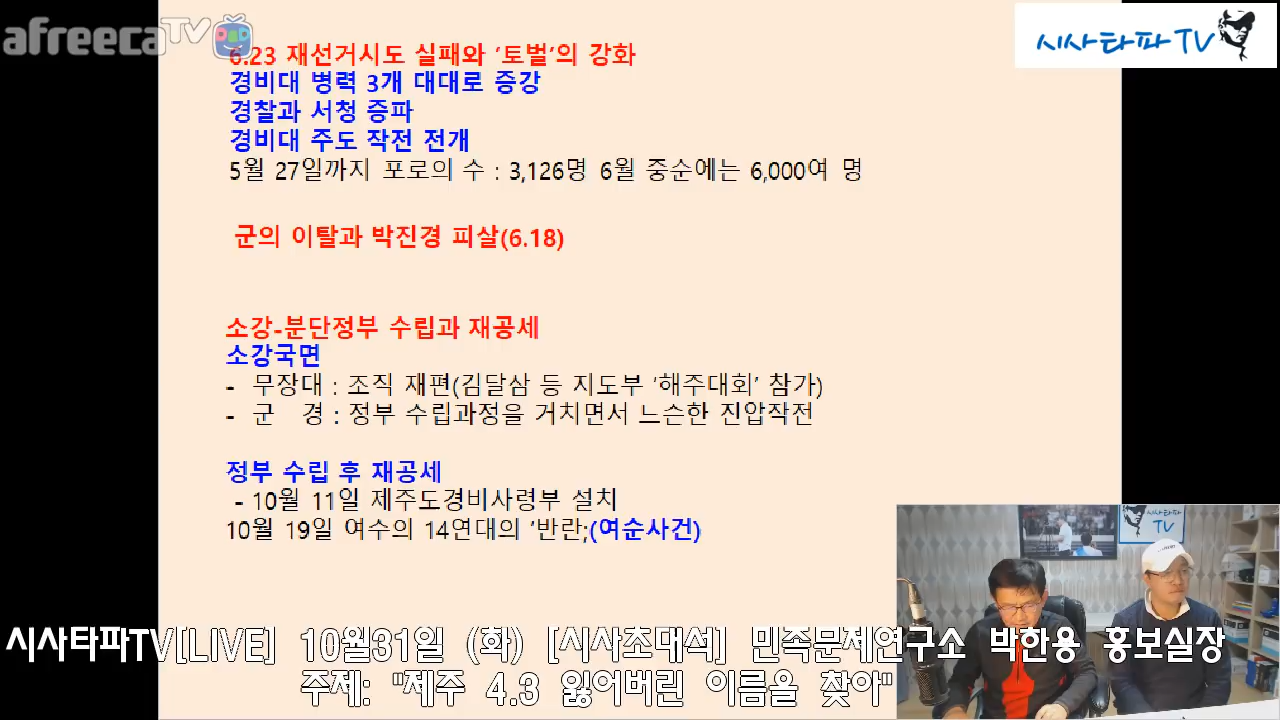 afreecaTV
시사타파TV
6.23 재선거시도 실패와 '토벌'의 강화
경비대 병력 3개 대대로 증강
경찰과 서청 증파
경비대 주도 작전 전개
5월 27일까지 포로의 수 : 3,126명 6월 중순에는 6,000여 명
군의 이탈과 박진경 피살(6.18)
소강-분단정부 수립과 재공세
소강국면
- 무장대 : 조직 재편(김달삼 등 지도부 '해주대회' 참가)
- 군 경 : 정부 수립과정을 거치면서 느슨한 진압작전
정부 수립 후 재공세
- 10월 11일 제주도경비사령부 설치
10월 19일 여수의 14연대의 '반란;(여순사건)
시사타파
TV
시사타파TV[LIVE] 10월31일 (화) [시사초대석] 민족문제연구소 박한용 홍보실장
주제: "제주 4.3 잃어버린 이름을 찾아"